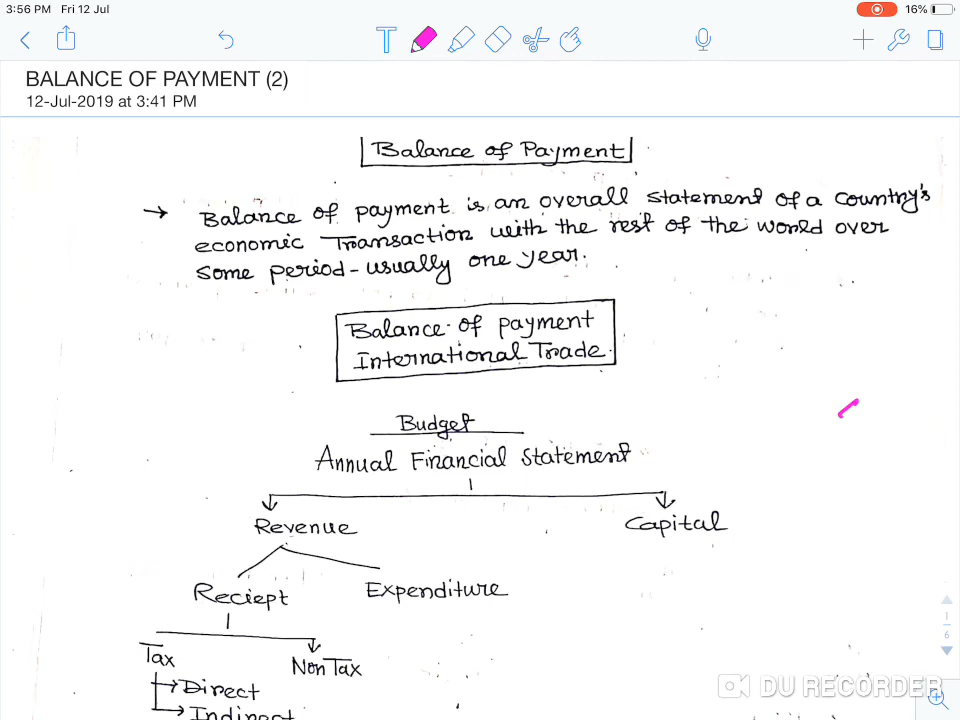 3:56 PM Fri 12 Jul
16%
T
BALANCE OF PAYMENT (2)
12-Jul-2019 at 3:41 PM
Balance of Payment
→ Balance of payment is an overall statement of a country's
economic Transaction with the rest of the world over
some period - usually one year.
Balance of payment
International Trade.
Budget
Annual Financial Statement
Revenue Capital
Reciept Expenditure
Tax Non Tax
→ Direct
→ Indirect
1
6
DU RECORDER